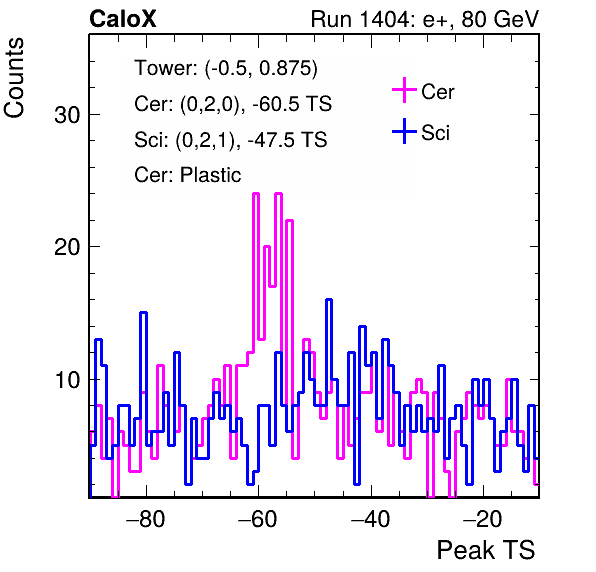 CaloX Run 1404: e+, 80 GeV
Counts
Tower: (-0.5, 0.875)
Cer: (0,2,0), -60.5 TS
Sci: (0,2,1), -47.5 TS
Cer: Plastic
Cer
Sci
30
20
10
−80 −60 −40 −20
Peak TS